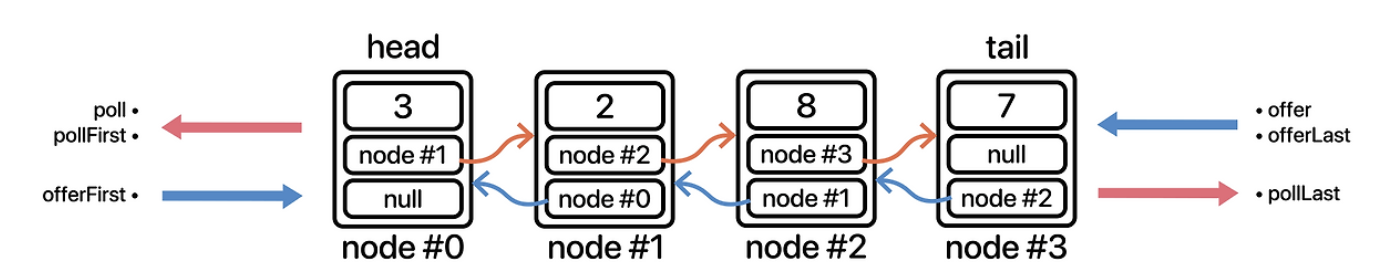 head
tail
poll •
pollFirst •
offerFirst •
3
node #1
null
node #0
2
node #2
node #0
node #1
8
node #3
node #1
node #2
7
null
node #2
node #3
• offer
• offerLast
• pollLast